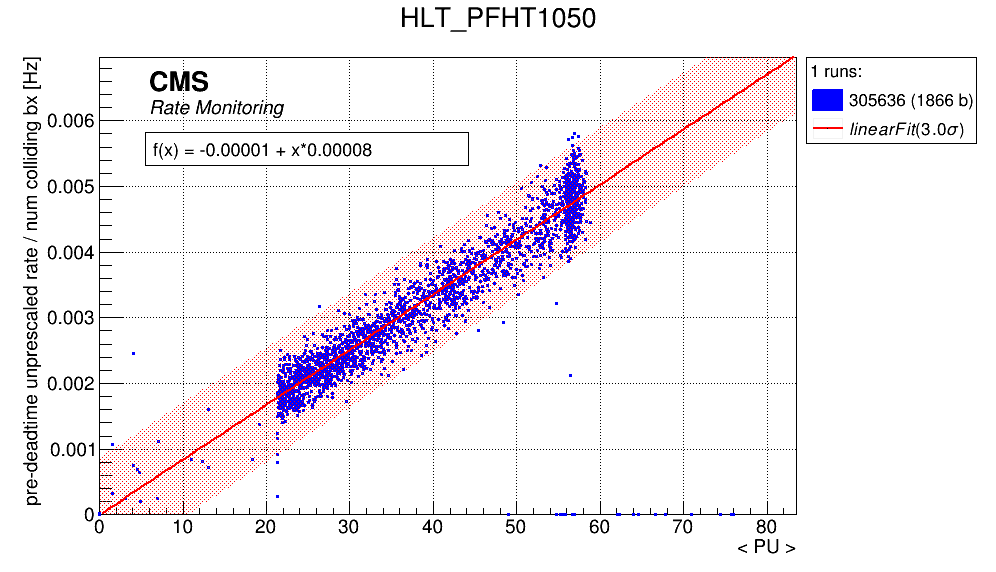 HLT_PFHT1050
pre-deadtime unprescaled rate / num colliding bx [Hz]
CMS
Rate Monitoring
f(x) = -0.00001 + x*0.00008
1 runs:
305636 (1866 b)
linearFit(3.0σ)
0.006
0.005
0.004
0.003
0.002
0.001
0
0 10 20 30 40 50 60 70 80
< PU >